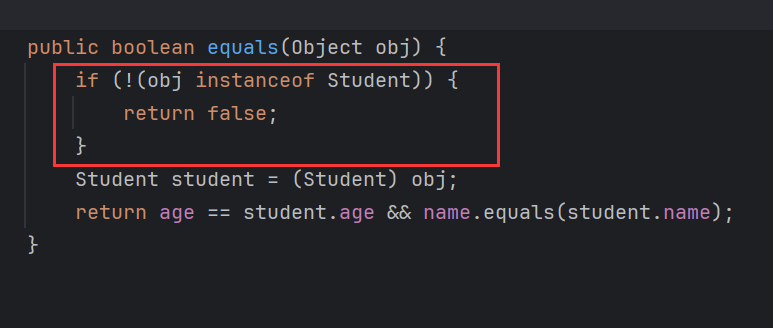 public boolean equals(Object obj) {
    if (!(obj instanceof Student)) {
        return false;
    }
    Student student = (Student) obj;
    return age == student.age && name.equals(student.name);
}